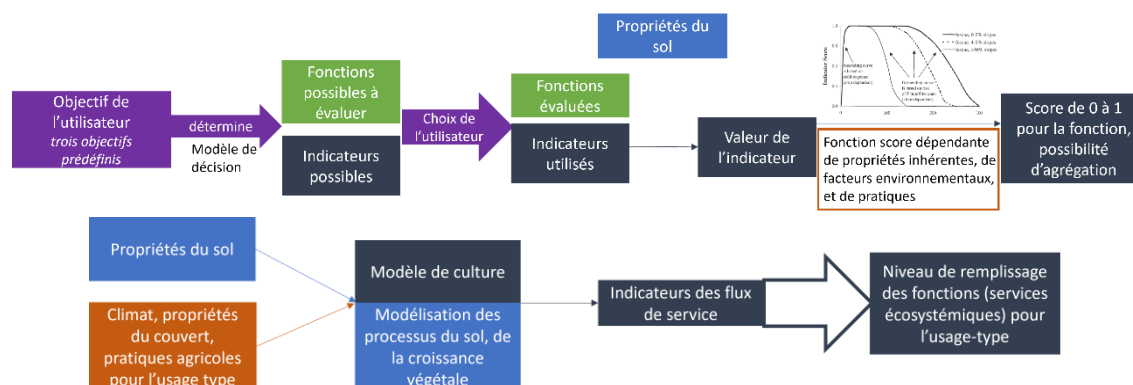 Propriétés du
sol
Objectif de
l'utilisateur
trois objectifs
prédéfinis
détermine
Modèle de
décision
Fonctions
possibles à
évaluer
Indicateurs
possibles
Choix de
l'utilisateur
Fonctions
évaluées
Indicateurs
utilisés
Valeur de
l'indicateur
Indicator Score
Fonction score dépendante
de propriétés inhérentes, de
facteurs environnementaux,
et de pratiques
Score de 0 à 1
pour la fonction,
possibilité
d'agrégation
Propriétés du sol
Climat, propriétés
du couvert,
pratiques agricoles
pour l'usage type
Modèle de culture
Modélisation des
processus du sol, de
la croissance
végétale
Indicateurs des flux
de service
Niveau de remplissage
des fonctions (services
écosystémiques) pour
l'usage-type